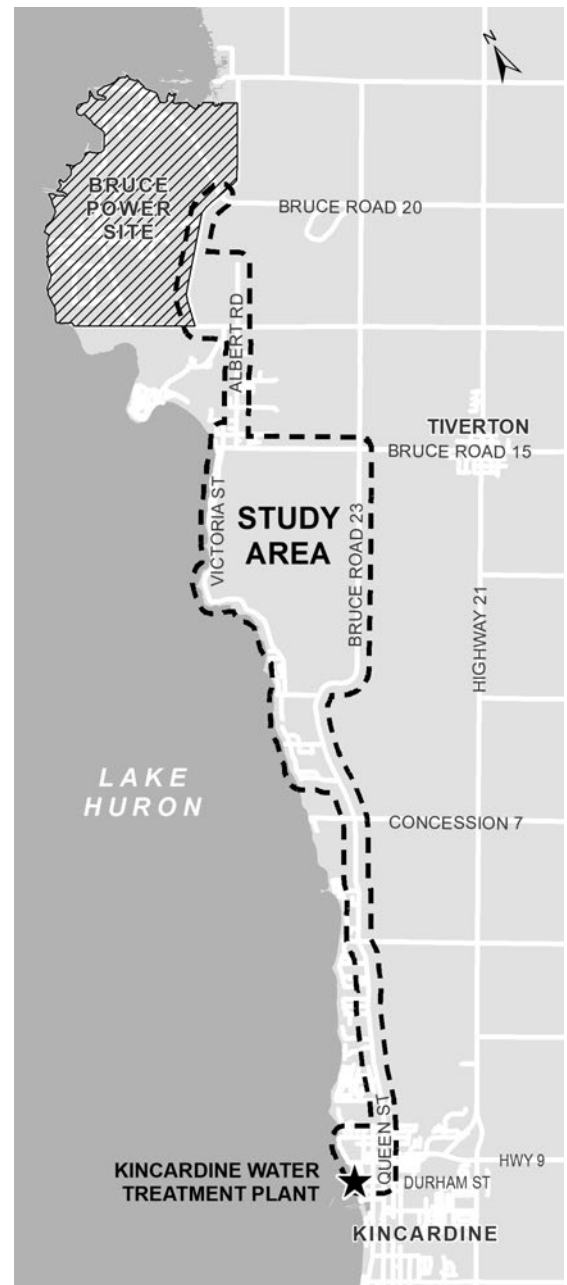 N
BRUCE
POWER
SITE
BRUCE ROAD 20
ALBERT RD
TIVERTON
BRUCE ROAD 15
VICTORIA ST
STUDY
AREA
BRUCE ROAD 23
HIGHWAY 21
LAKE
HURON
CONCESSION 7
QUEEN ST
HWY 9
KINCARDINE WATER
TREATMENT PLANT
DURHAM ST
KINCARDINE